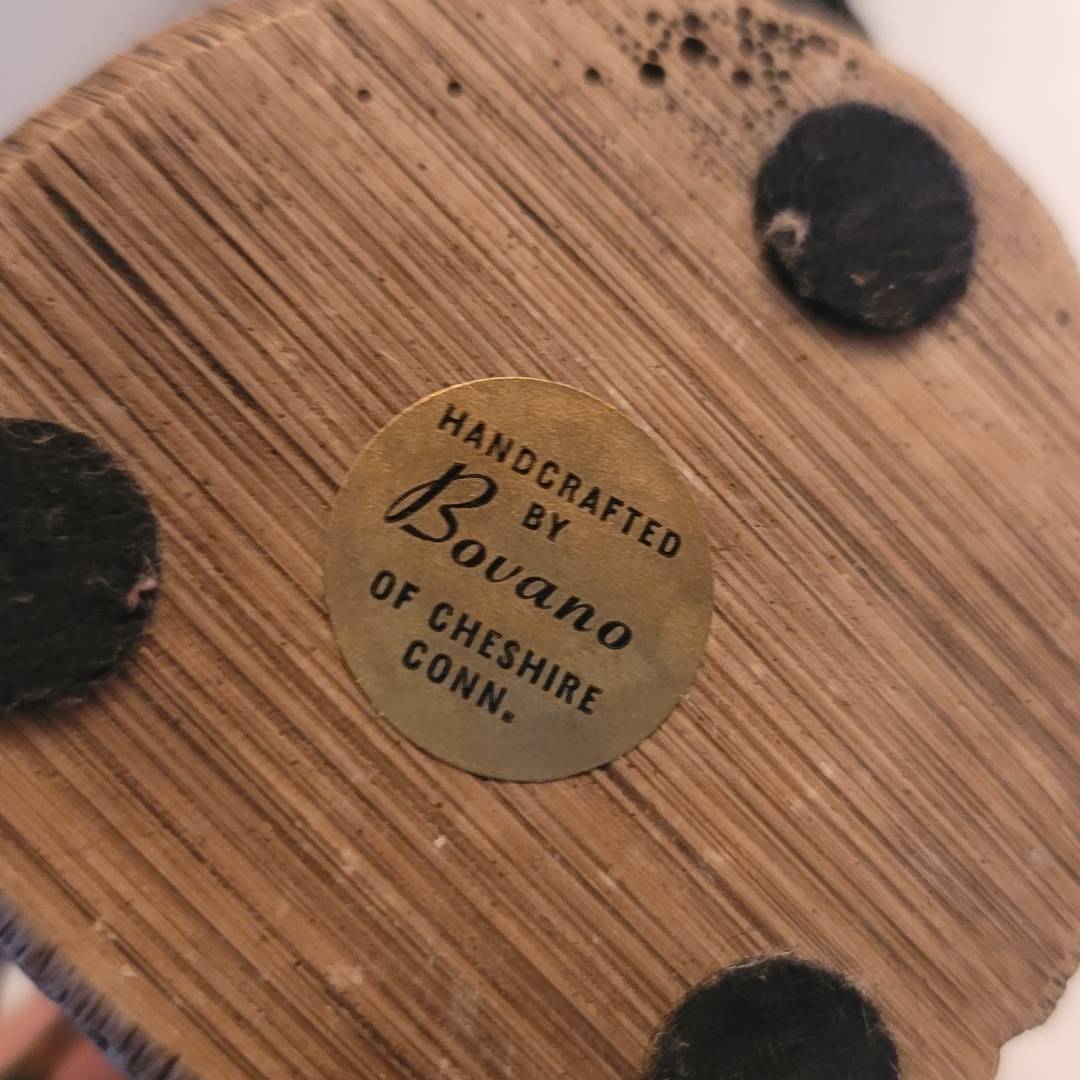 HANDCRAFTED
BY
Bovano
OF CHESHIRE
CONN.